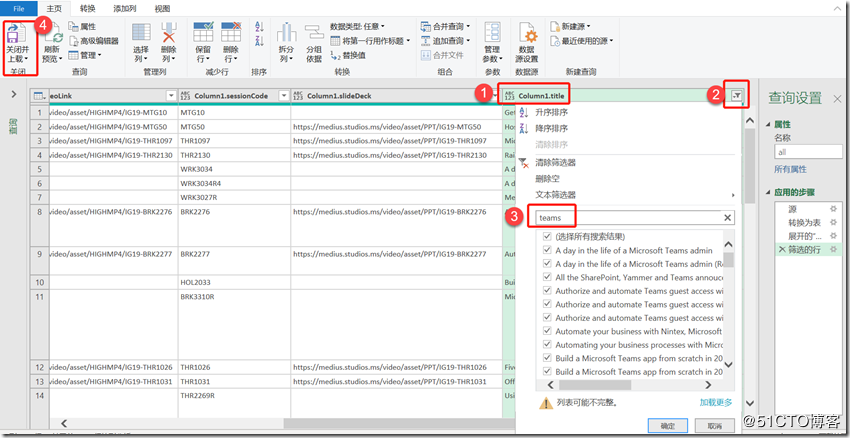 File 主页 转换 添加列 视图
关闭并上载▾
关闭
刷新预览▾
属性
高级编辑器
管理▾
查询
选择列▾
删除列▾
管理列
保留行▾
删除行▾
减少行
排序
拆分列▾
分组依据
数据类型: 任意▾
将第一行用作标题▾
替换值
转换
合并查询▾
追加查询▾
合并文件
组合
管理参数▾
参数
数据源设置
数据源
新建源▾
最近使用的源▾
新建查询
4
1
2
3
查询
eoLink Column1.sessionCode Column1.slideDeck Column1.title
1 video/asset/HIGHMP4/IG19-MTG10 MTG10 Get
2 video/asset/HIGHMP4/IG19-MTG50 MTG50 https://medius.studios.ms/video/asset/PPT/IG19-MTG50 Hos
3 video/asset/HIGHMP4/IG19-THR1097 THR1097 https://medius.studios.ms/video/asset/PPT/IG19-THR1097 Mic
4 video/asset/HIGHMP4/IG19-THR2130 THR2130 https://medius.studios.ms/video/asset/PPT/IG19-THR2130 Rai
5 WRK3034 A d
6 WRK3034R4 A d
7 WRK3027R Me
8 video/asset/HIGHMP4/IG19-BRK2276 BRK2276 https://medius.studios.ms/video/asset/PPT/IG19-BRK2276
9 video/asset/HIGHMP4/IG19-BRK2277 BRK2277 https://medius.studios.ms/video/asset/PPT/IG19-BRK2277 Aut
10 HOL2033 Bui
11 BRK3310R Mic
12 video/asset/HIGHMP4/IG19-THR1026 THR1026 https://medius.studios.ms/video/asset/PPT/IG19-THR1026 Five
13 video/asset/HIGHMP4/IG19-THR1031 THR1031 https://medius.studios.ms/video/asset/PPT/IG19-THR1031 Off
14 THR2269R Usi
升序排序
降序排序
清除排序
清除筛选器
删除空
文本筛选器
teams
(选择所有搜索结果)
A day in the life of a Microsoft Teams admin
A day in the life of a Microsoft Teams admin (Re
All the SharePoint, Yammer and Teams annouce
Authorize and automate Teams guest access wi
Authorize and automate Teams guest access wi
Authorize and automate Teams guest access wi
Automate your business with Nintex, Microsoft
Automating your business processes with Micro
Build a Microsoft Teams app from scratch in 20
Build a Microsoft Teams app from scratch in 20
列表可能不完整。 加载更多
确定 取消
查询设置
属性
名称
all
所有属性
应用的步骤
源
转换为表
展开的“...
筛选的行
@51CTO博客